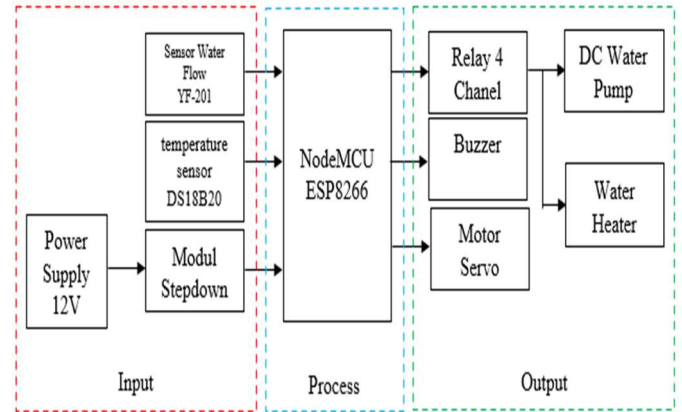 Sensor Water
Flow
YF-201
temperature
sensor
DS18B20
Power
Supply
12V
Modul
Stepdown
Input
NodeMCU
ESP8266
Process
Relay 4
Chanel
Buzzer
Motor
Servo
DC Water
Pump
Water
Heater
Output